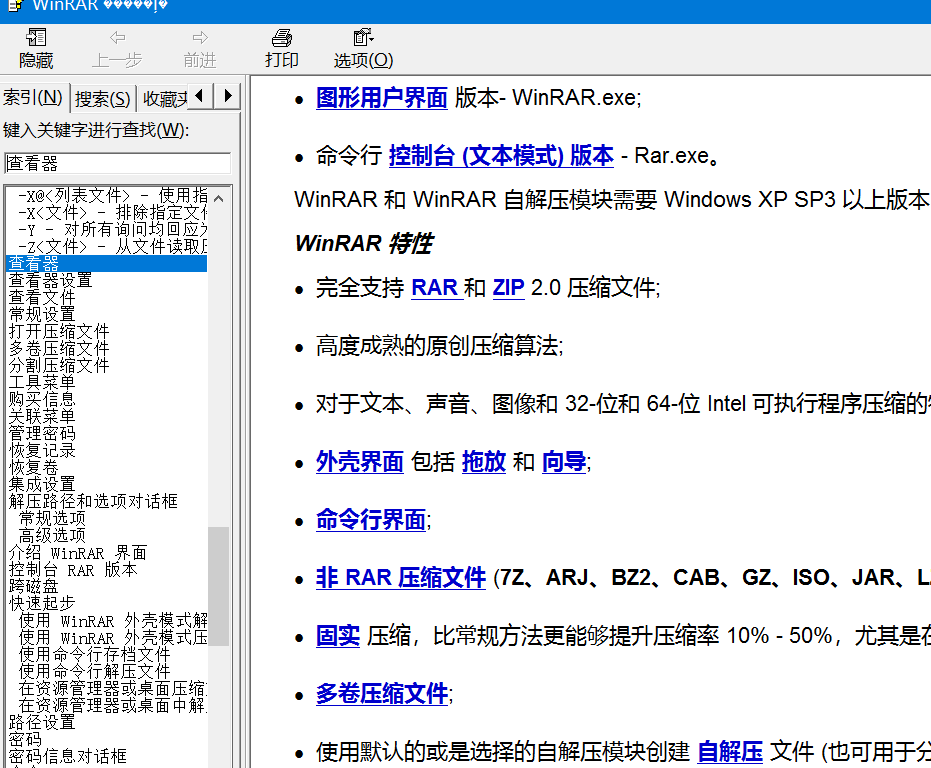 WinRAR
隐藏 上一步 前进 打印 选项(O)
索引(N) 搜索(S) 收藏夹
键入关键字进行查找(W):
查看器
-X@<列表文件> - 使用指
-X<文件> - 排除指定文件
-Y - 对所有询问均回应为
-Z<文件> - 从文件读取压
查看器
查看器设置
查看文件
常规设置
打开压缩文件
多卷压缩文件
分割压缩文件
工具菜单
购买信息
关联菜单
管理密码
恢复记录
恢复卷
集成设置
解压路径和选项对话框
常规选项
高级选项
介绍 WinRAR 界面
控制台 RAR 版本
跨磁盘
快速起步
使用 WinRAR 外壳模式解
使用 WinRAR 外壳模式压
使用命令行存档文件
使用命令行解压文件
在资源管理器或桌面压缩
在资源管理器或桌面中解
路径设置
密码
密码信息对话框
• 图形用户界面 版本- WinRAR.exe;
• 命令行 控制台 (文本模式) 版本 - Rar.exe。
WinRAR 和 WinRAR 自解压模块需要 Windows XP SP3 以上版本
WinRAR 特性
• 完全支持 RAR 和 ZIP 2.0 压缩文件;
• 高度成熟的原创压缩算法;
• 对于文本、声音、图像和 32-位和 64-位 Intel 可执行程序压缩的
• 外壳界面 包括 拖放 和 向导;
• 命令行界面;
• 非 RAR 压缩文件 (7Z、ARJ、BZ2、CAB、GZ、ISO、JAR、
• 固实 压缩，比常规方法更能够提升压缩率 10% - 50%，尤其是在
• 多卷压缩文件;
• 使用默认的或是选择的自解压模块创建 自解压 文件 (也可用于分